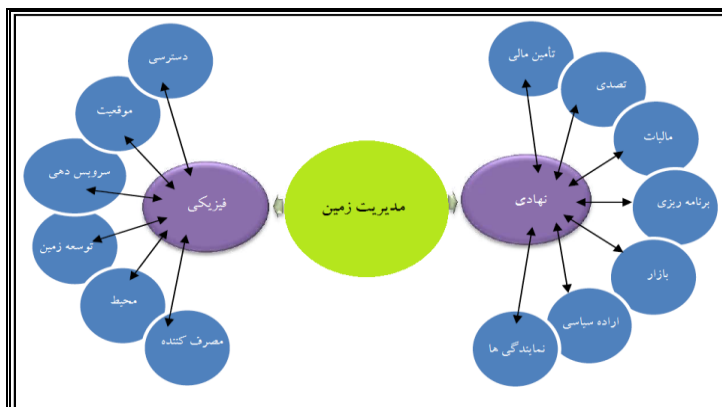 مدیریت زمین
نهادی
تأمین مالی
تصدی
مالیات
برنامه ریزی
بازار
اراده سیاسی
نمایندگی ها
فیزیکی
دسترسی
موقعیت
سرویس دهی
توسعه زمین
محیط
مصرف کننده